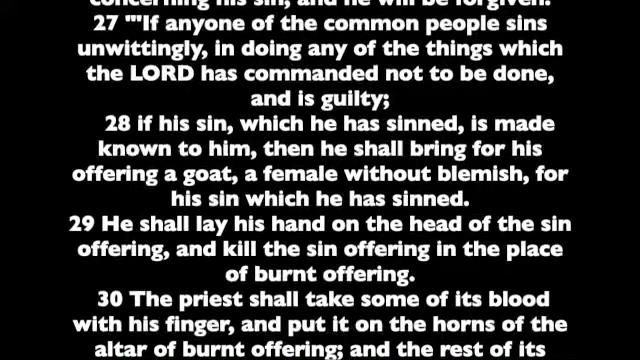 concerning his sin, and he will be forgiven.
27 "'"If anyone of the common people sins
unwittingly, in doing any of the things which
the LORD has commanded not to be done,
and is guilty;
28 if his sin, which he has sinned, is made
known to him, then he shall bring for his
offering a goat, a female without blemish, for
his sin which he has sinned.
29 He shall lay his hand on the head of the sin
offering, and kill the sin offering in the place
of burnt offering.
30 The priest shall take some of its blood
with his finger, and put it on the horns of the
altar of burnt offering; and the rest of its